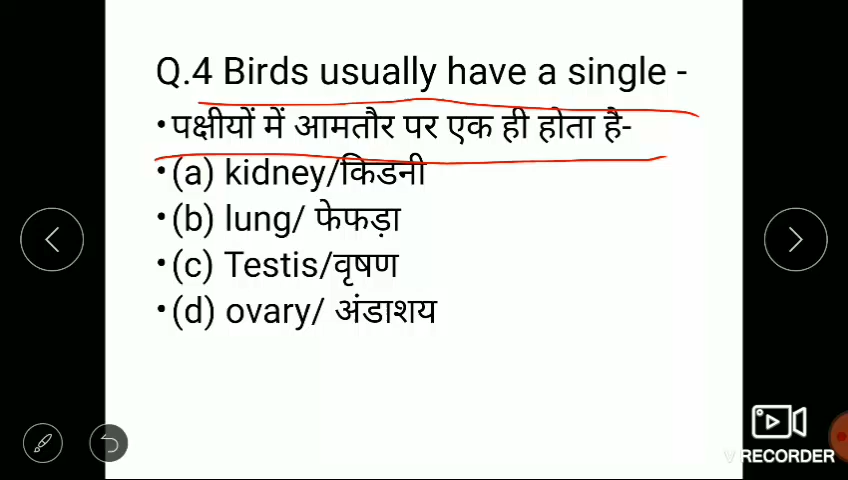 Q.4 Birds usually have a single -
•पक्षीयों में आमतौर पर एक ही होता है-
•(a) kidney/किडनी
•(b) lung/ फेफड़ा
•(c) Testis/वृषण
•(d) ovary/ अंडाशय
RECORDER